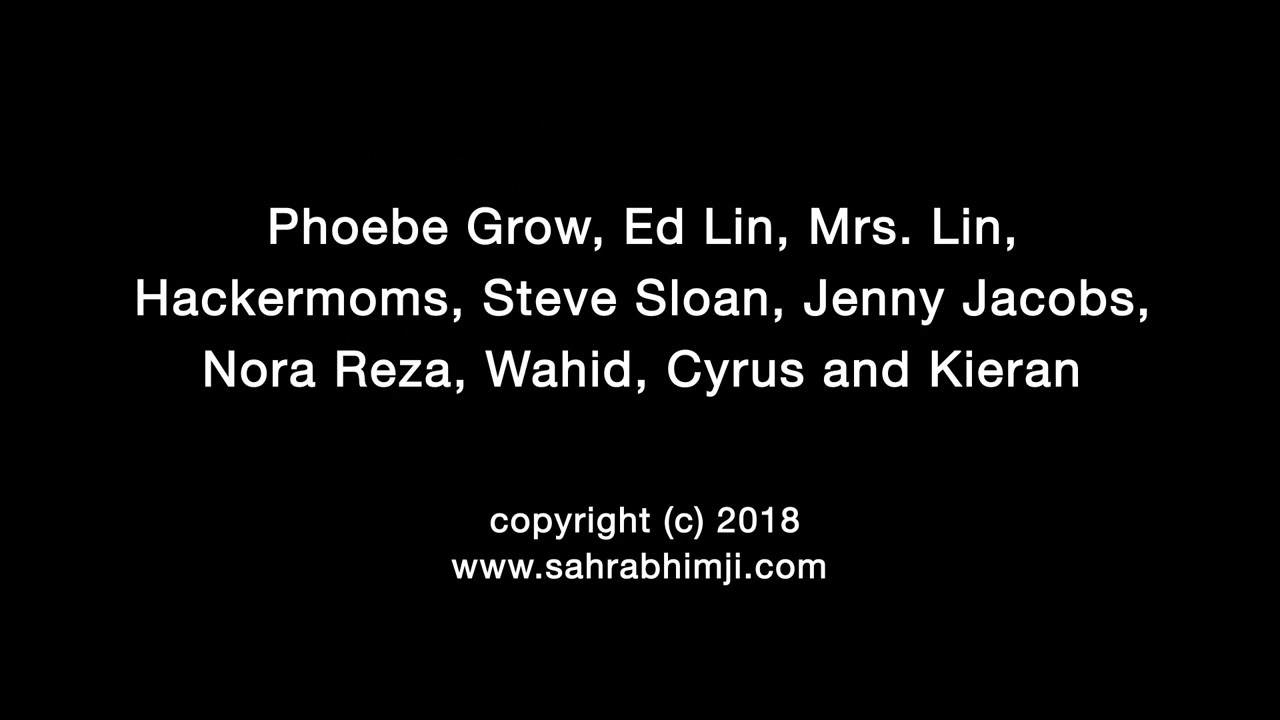 Phoebe Grow, Ed Lin, Mrs. Lin,
Hackermoms, Steve Sloan, Jenny Jacobs,
Nora Reza, Wahid, Cyrus and Kieran
copyright (c) 2018
www.sahrabhimji.com